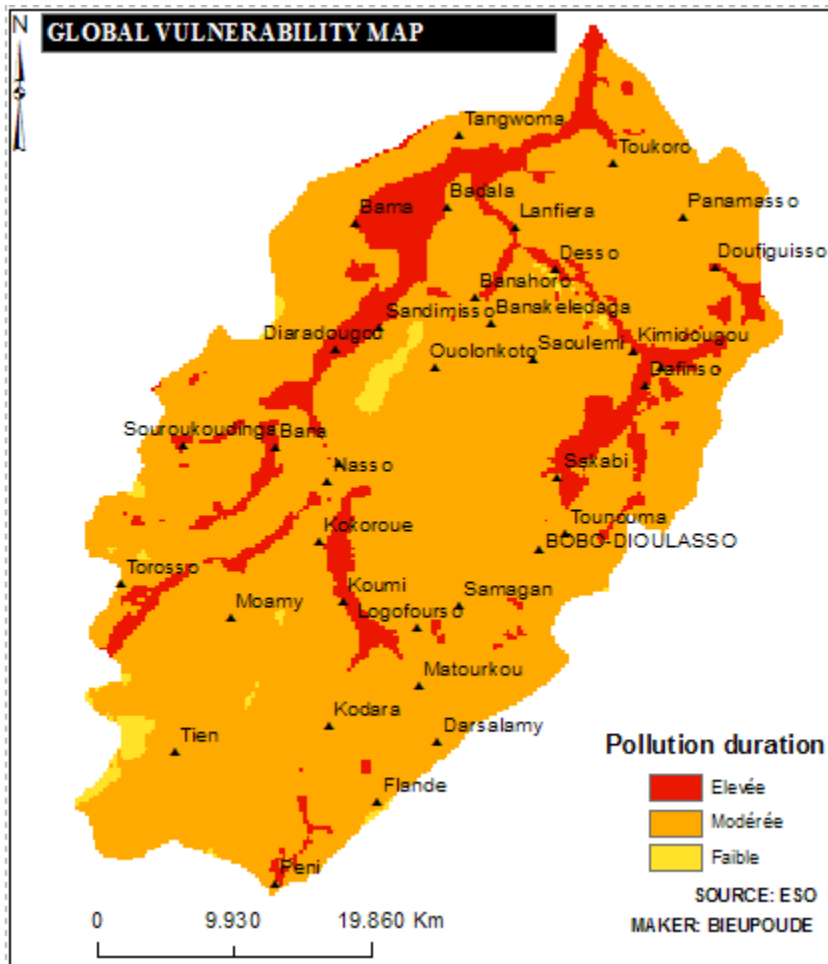 N
GLOBAL VULNERABILITY MAP
Tangwoma
Toukoro
Badala
Bama
Lanfiera
Panamasso
Desso
Doufiguisso
Banahoro
Sandimisso
Banakeledaga
Diaradougou
Ouolonkoto
Saoulemi
Kimidougou
Dafinso
Souroukoudinga
Bana
Nasso
Sakabi
Kokoroue
Tounouma
BOBO-DIOULASSO
Torosso
Moamy
Koumi
Samagan
Logofourso
Matourkou
Kodara
Tien
Darsalamy
Flande
Peni
Pollution duration
Elevée
Modérée
Faible
SOURCE: ESO
MAKER: BIEUPOUDE
0 9.930 19.860 Km